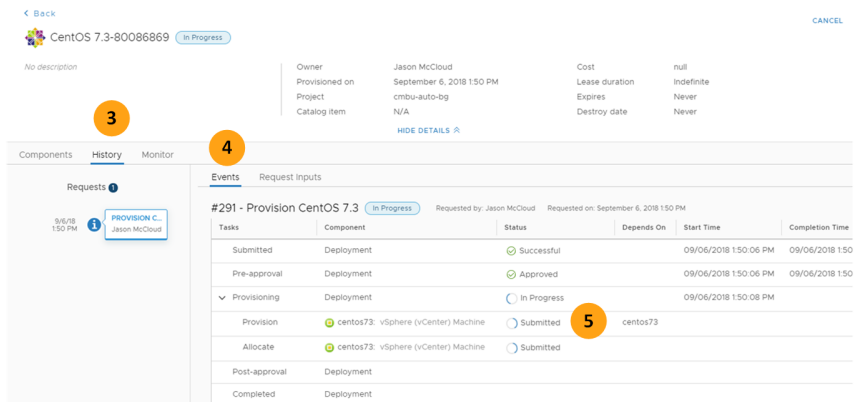 Back
CANCEL
CentOS 7.3-80086869 In Progress
No description
Owner Jason McCloud Cost null
Provisioned on September 6, 2018 1:50 PM Lease duration Indefinite
Project cmbu-auto-bg Expires Never
Catalog item N/A Destroy date Never
HIDE DETAILS
3
4
Components History Monitor
Events Request Inputs
Requests 1
9/6/18
1:50 PM
PROVISION C...
Jason McCloud
#291 - Provision CentOS 7.3 In Progress Requested by: Jason McCloud Requested on: September 6, 2018 1:50 PM
Tasks Component Status Depends On Start Time Completion Time
Submitted Deployment Successful 09/06/2018 1:50:06 PM 09/06/2018 1:50
Pre-approval Deployment Approved 09/06/2018 1:50:06 PM 09/06/2018 1:50
Provisioning Deployment In Progress 09/06/2018 1:50:08 PM
Provision centos73: vSphere (vCenter) Machine Submitted 5 centos73
Allocate centos73: vSphere (vCenter) Machine Submitted
Post-approval Deployment
Completed Deployment